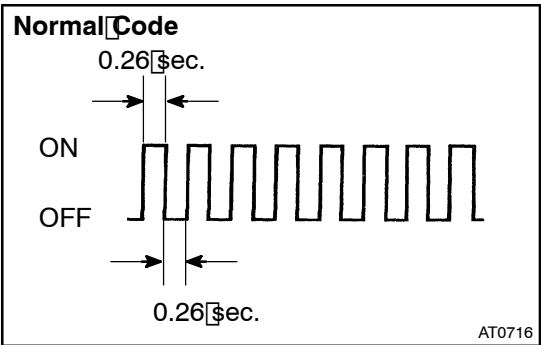 Normal Code
0.26 sec.
ON
OFF
0.26 sec.
AT0716